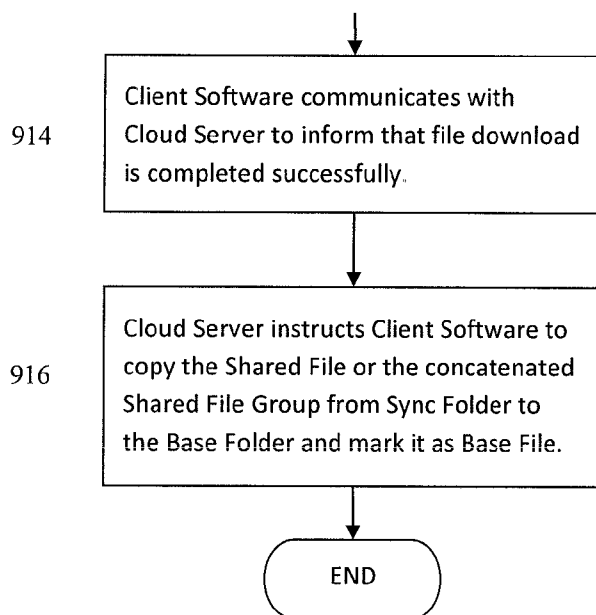 914
Client Software communicates with
Cloud Server to inform that file download
is completed successfully.
916
Cloud Server instructs Client Software to
copy the Shared File or the concatenated
Shared File Group from Sync Folder to
the Base Folder and mark it as Base File.
END